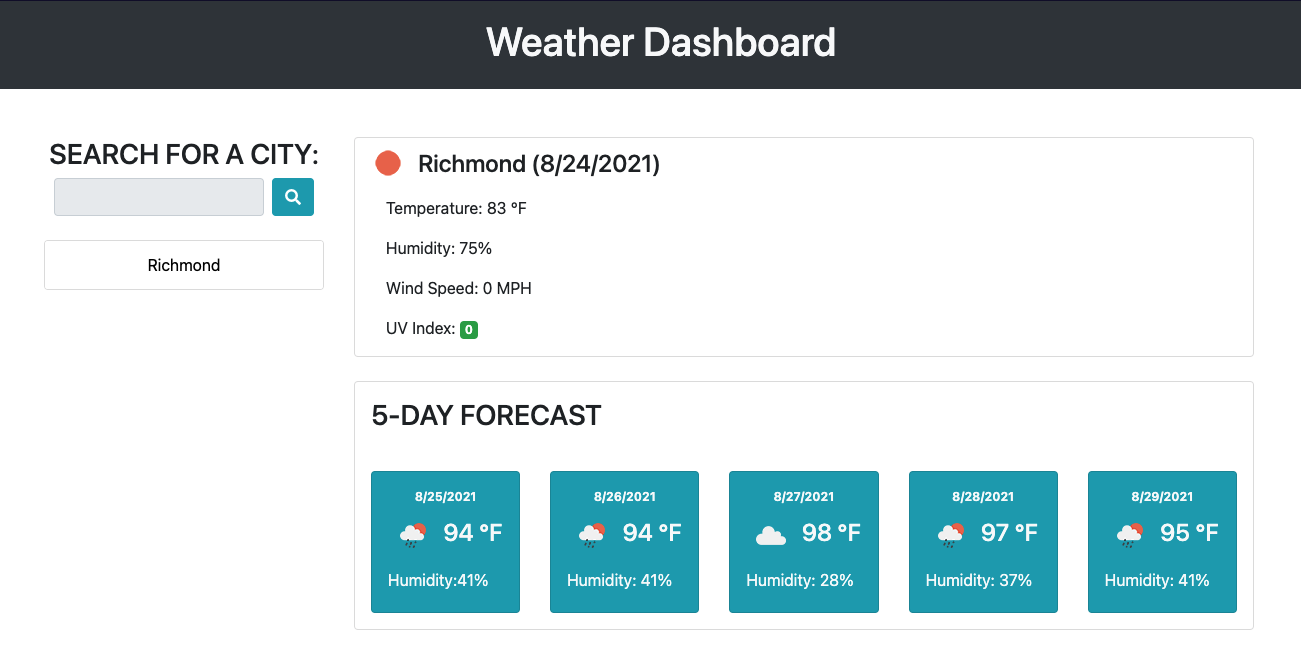 Weather Dashboard
SEARCH FOR A CITY:
Richmond
Richmond (8/24/2021)
Temperature: 83 °F
Humidity: 75%
Wind Speed: 0 MPH
UV Index: 0
5-DAY FORECAST
8/25/2021
94 °F
Humidity:41%
8/26/2021
94 °F
Humidity: 41%
8/27/2021
98 °F
Humidity: 28%
8/28/2021
97 °F
Humidity: 37%
8/29/2021
95 °F
Humidity: 41%